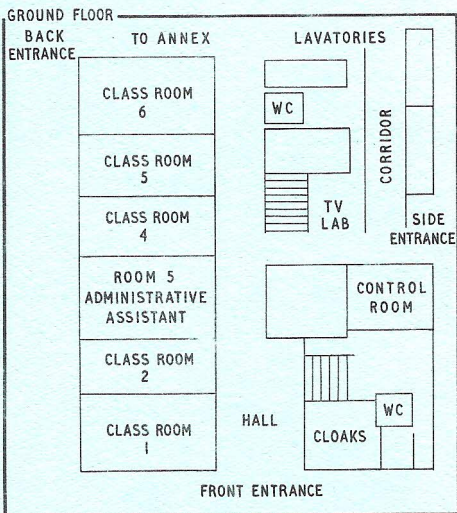 GROUND FLOOR
BACK
ENTRANCE
TO ANNEX
LAVATORIES
CLASS ROOM
6
WC
CORRIDOR
CLASS ROOM
5
CLASS ROOM
4
TV
LAB
SIDE
ENTRANCE
ROOM 5
ADMINISTRATIVE
ASSISTANT
CONTROL
ROOM
CLASS ROOM
2
WC
HALL
CLOAKS
CLASS ROOM
1
FRONT ENTRANCE